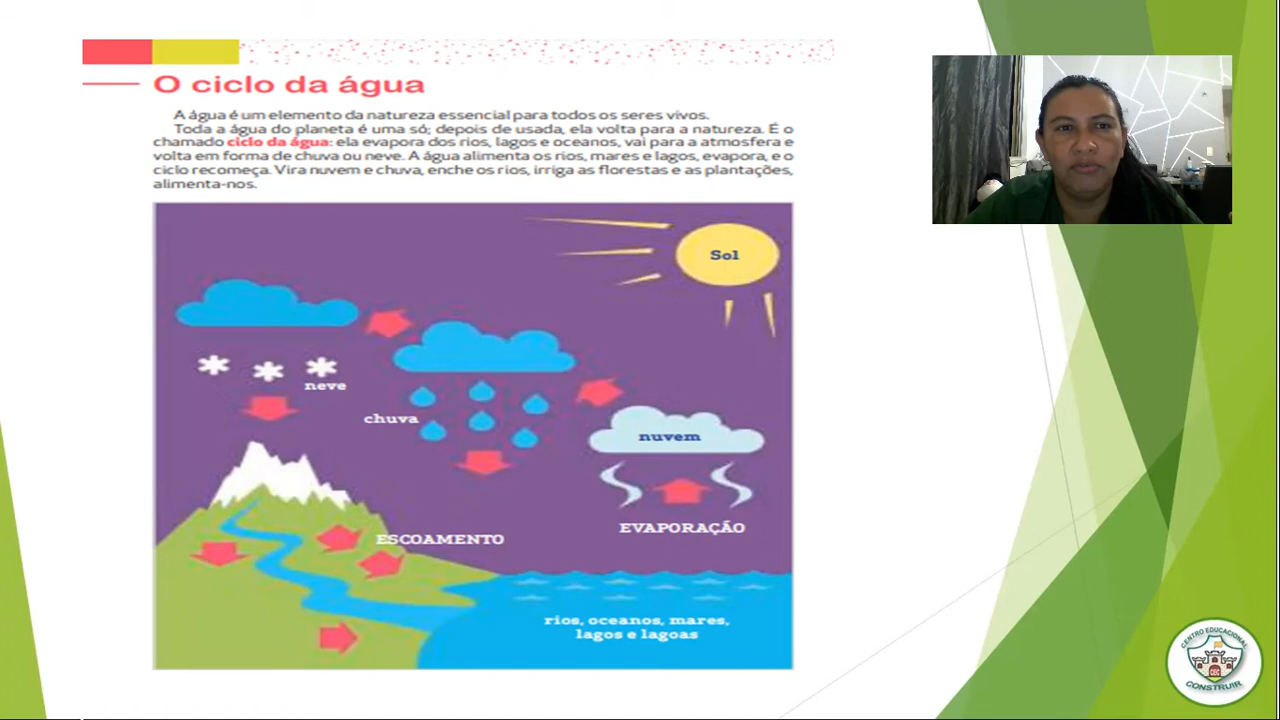 O ciclo da água
A água é um elemento da natureza essencial para todos os seres vivos.
Toda a água do planeta é uma só; depois de usada, ela volta para a natureza. É o
chamado ciclo da água: ela evapora dos rios, lagos e oceanos, vai para a atmosfera e
volta em forma de chuva ou neve. A água alimenta os rios, mares e lagos, evapora, e o
ciclo recomeça. Vira nuvem e chuva, enche os rios, irriga as florestas e as plantações,
alimenta-nos.
Sol
neve
chuva
nuvem
EVAPORAÇÃO
ESCOAMENTO
rios, oceanos, mares,
lagos e lagoas
CENTRO EDUCACIONAL
CEC
CONSTRUIR